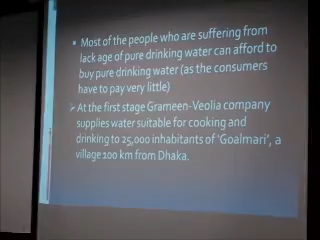 • Most of the people who are suffering from
lack age of pure drinking water can afford to
buy pure drinking water (as the consumers
have to pay very little)
➤At the first stage Grameen-Veolia company
supplies water suitable for cooking and
drinking to 25,000 inhabitants of 'Goalmari', a
village 100 km from Dhaka.